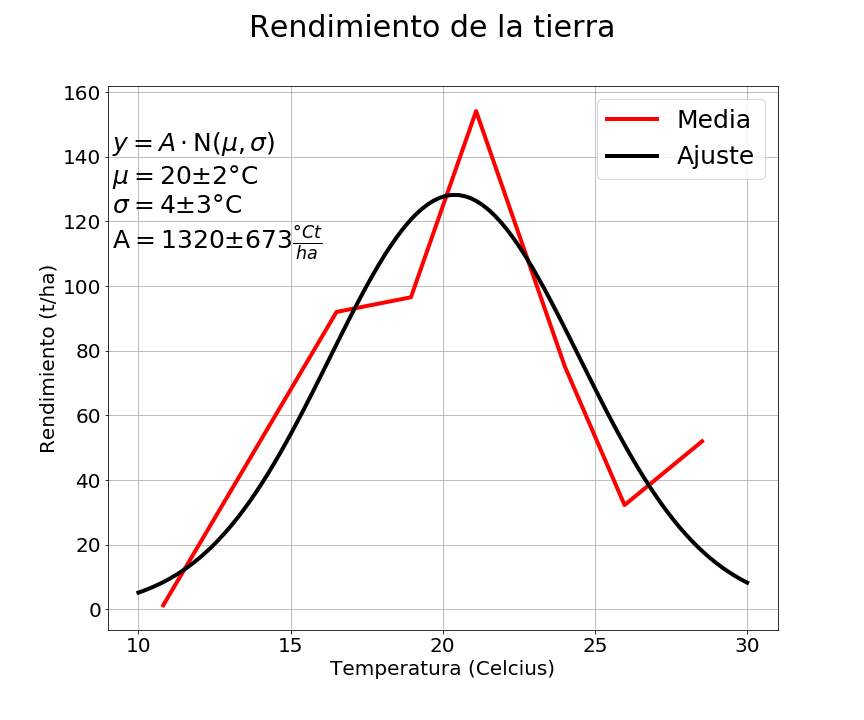 Rendimiento de la tierra
y = A · N(μ, σ)
μ = 20±2°C
σ = 4±3°C
A = 1320±673 °Ct/ha
Media
Ajuste
160
140
120
100
80
60
40
20
0
Rendimiento (t/ha)
10 15 20 25 30
Temperatura (Celcius)